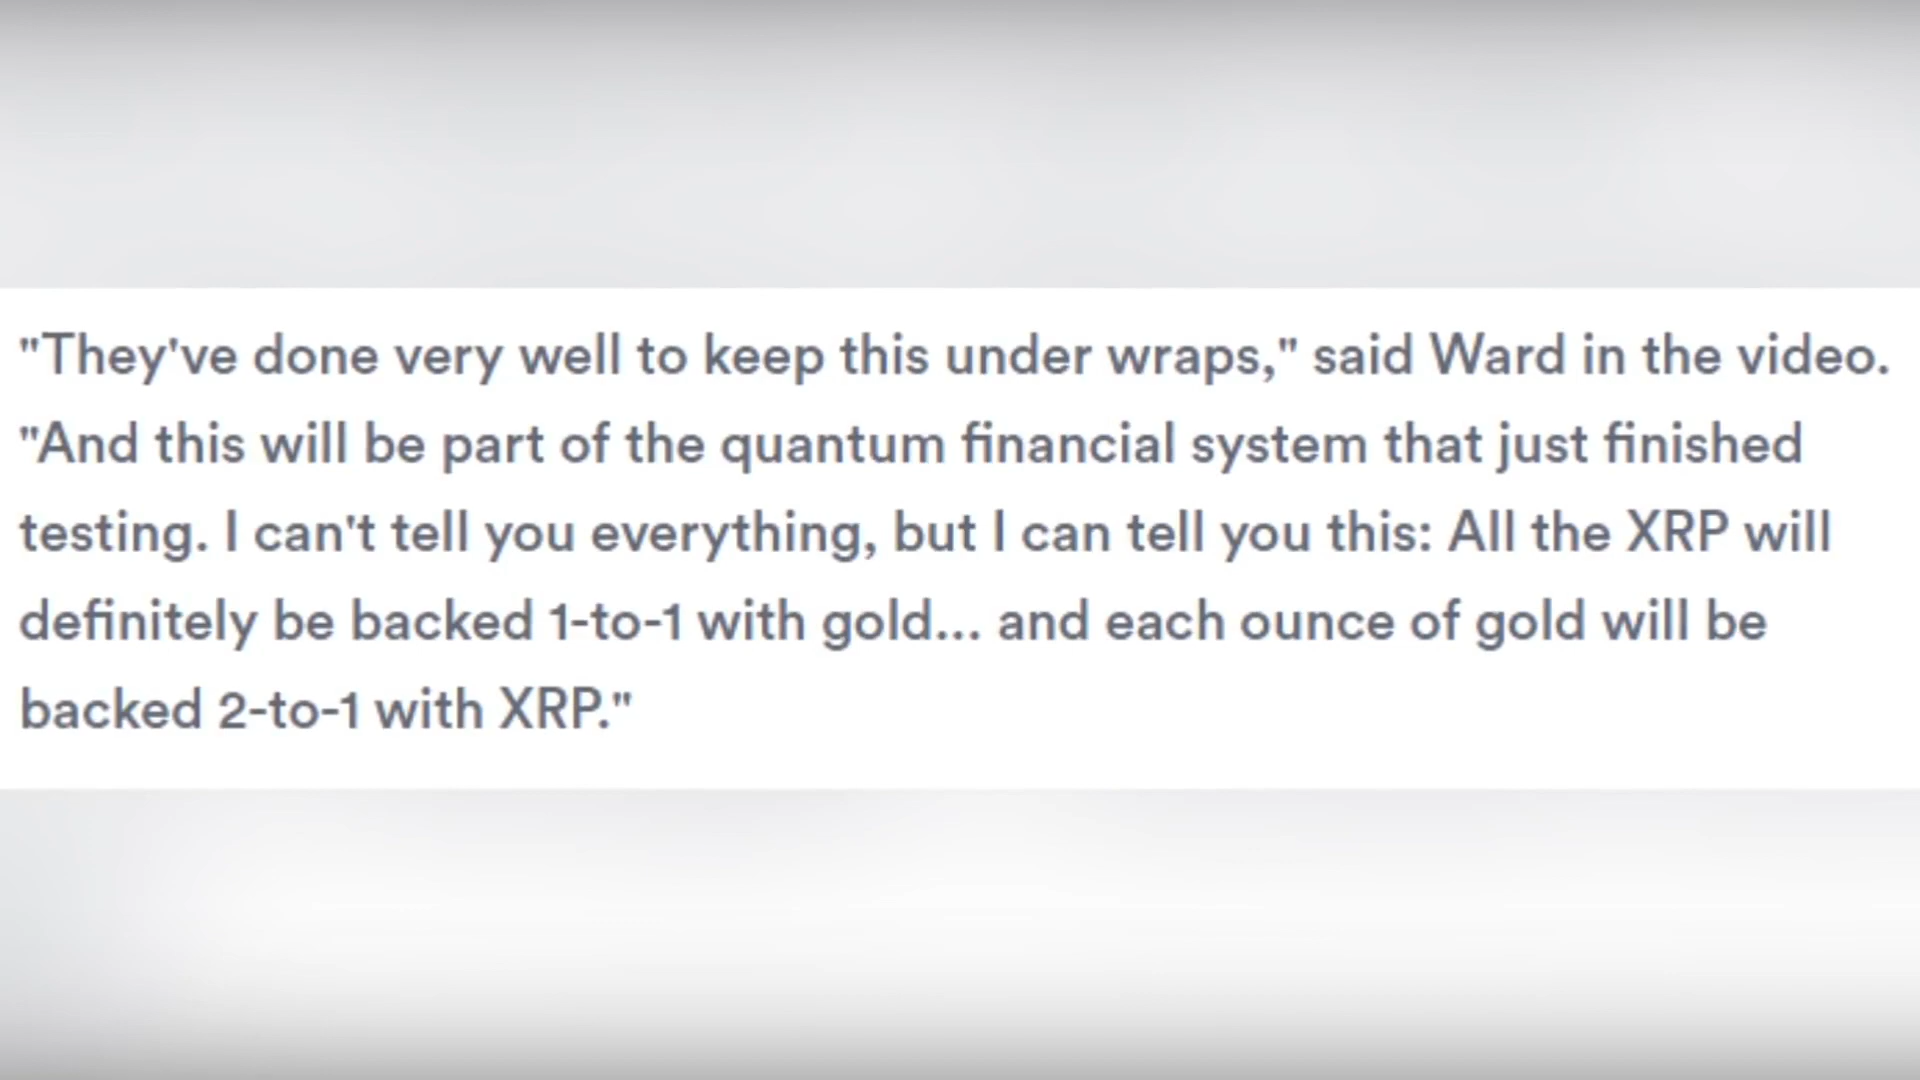 "They've done very well to keep this under wraps," said Ward in the video.
"And this will be part of the quantum financial system that just finished
testing. I can't tell you everything, but I can tell you this: All the XRP will
definitely be backed 1-to-1 with gold... and each ounce of gold will be
backed 2-to-1 with XRP."